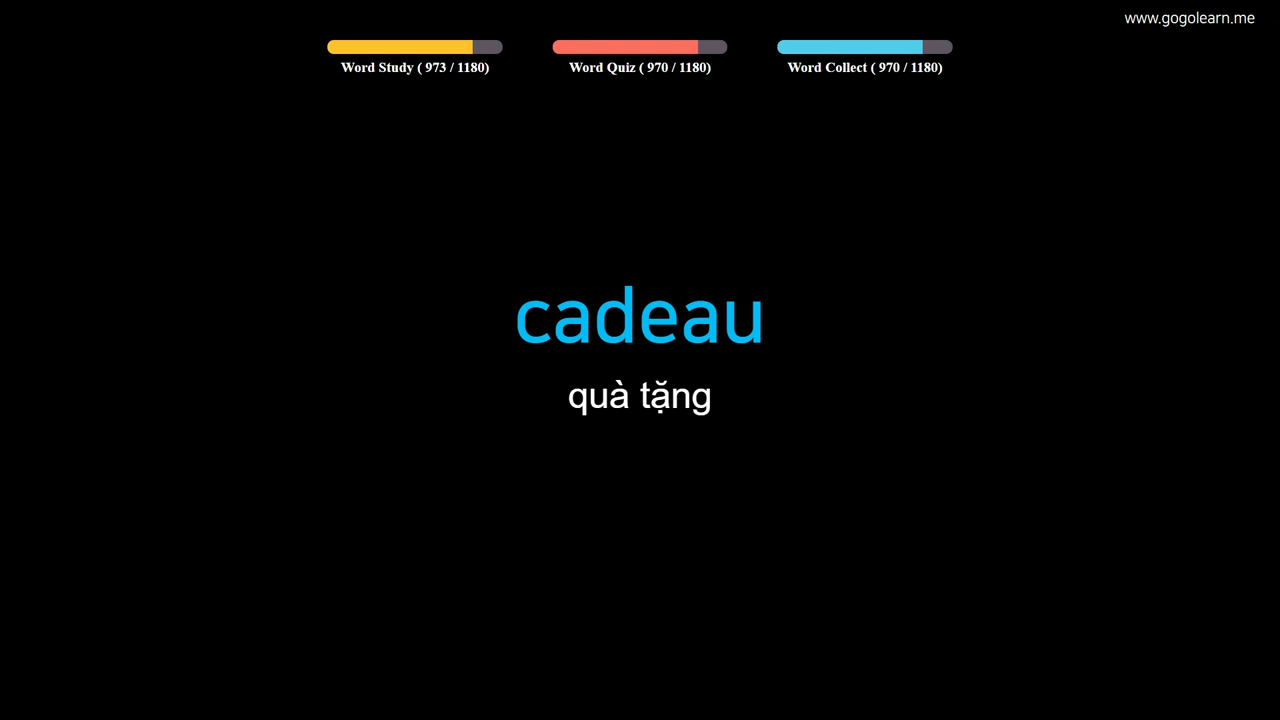 www.gogolearn.me
Word Study ( 973 / 1180)
Word Quiz ( 970 / 1180)
Word Collect ( 970 / 1180)
cadeau
quà tặng